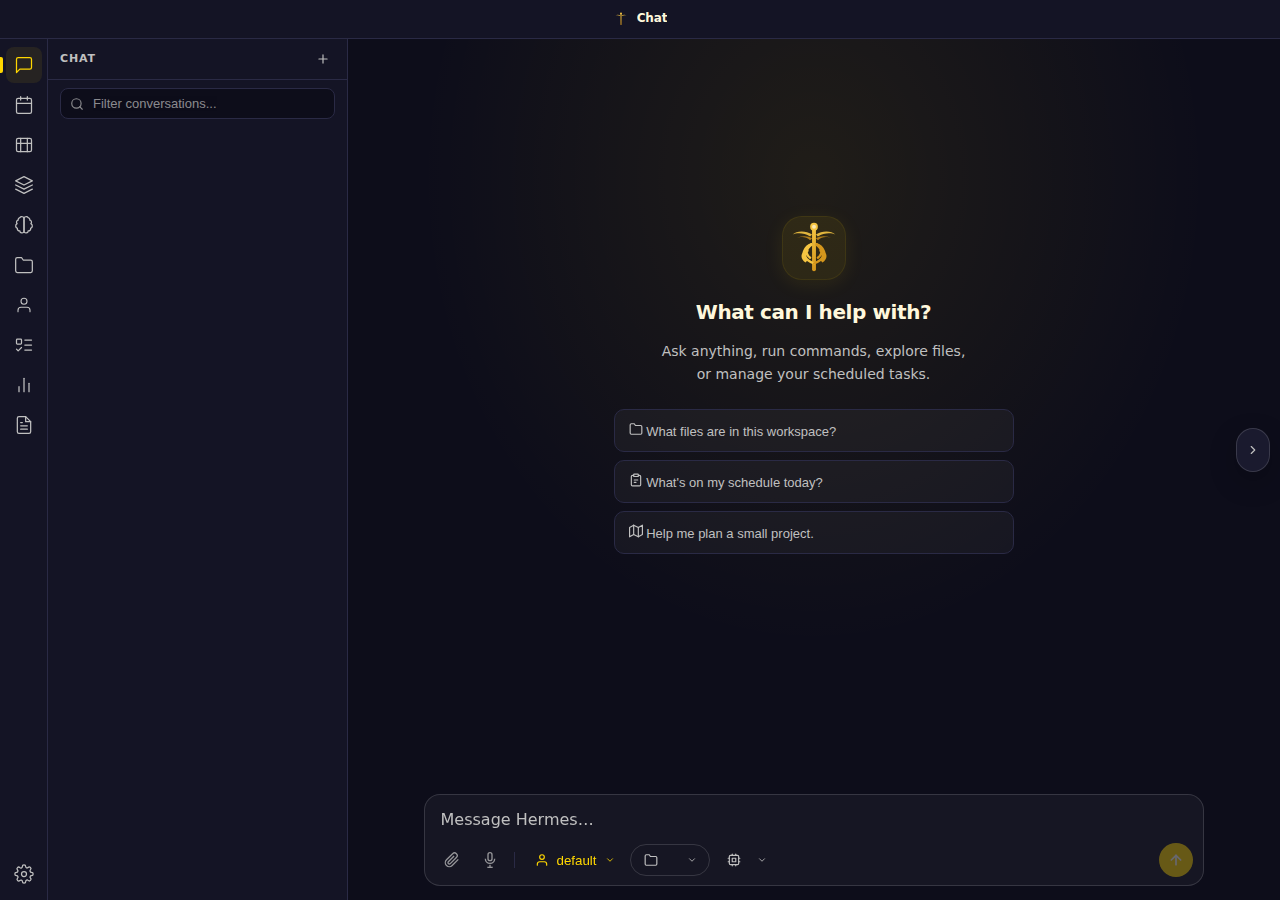 Chat
CHAT
Filter conversations...
What can I help with?
Ask anything, run commands, explore files,
or manage your scheduled tasks.
What files are in this workspace?
What's on my schedule today?
Help me plan a small project.
Message Hermes...
default